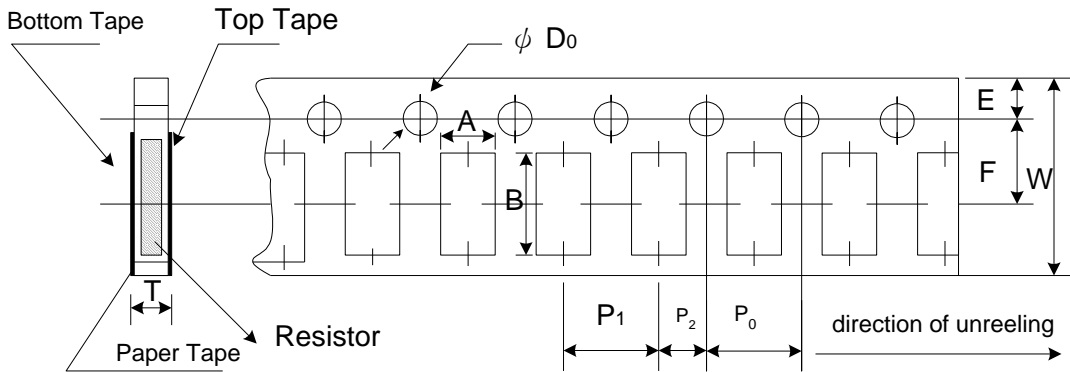 Bottom Tape
Top Tape
ψ D0
E
A
F
W
B
T
P1
P2
P0
direction of unreeling
Resistor
Paper Tape